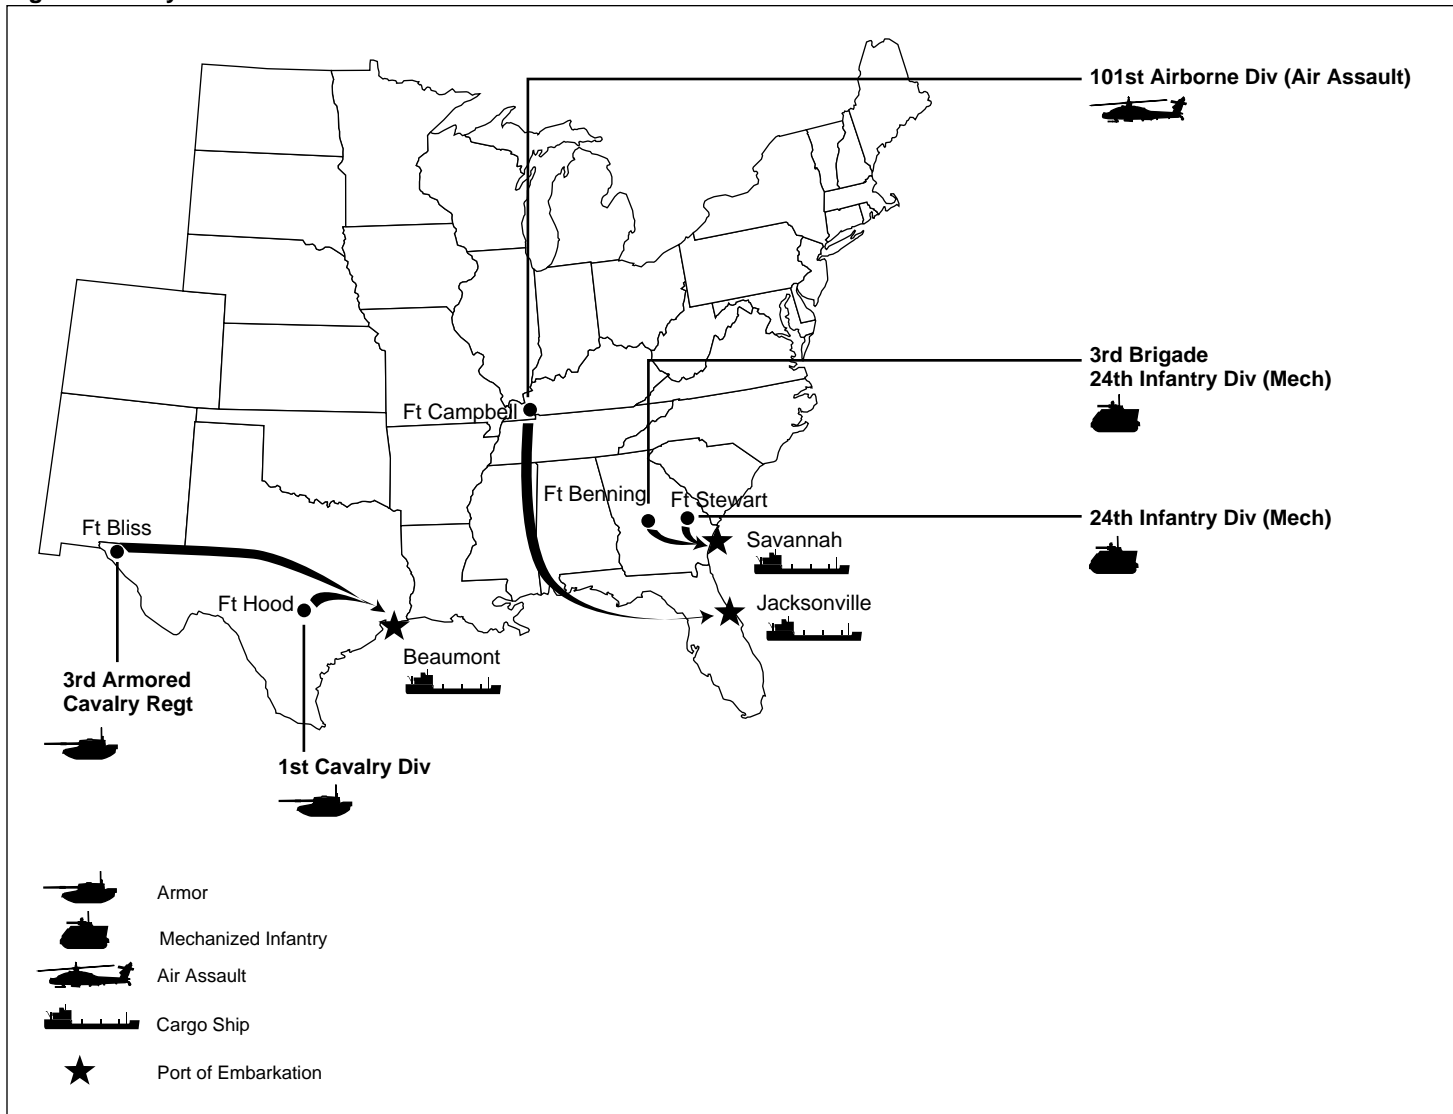 101st Airborne Div (Air Assault)
3rd Brigade
24th Infantry Div (Mech)
Ft Campbell
Ft Benning
Ft Stewart
24th Infantry Div (Mech)
Ft Bliss
Savannah
Ft Hood
Jacksonville
Beaumont
3rd Armored
Cavalry Regt
1st Cavalry Div
Armor
Mechanized Infantry
Air Assault
Cargo Ship
Port of Embarkation